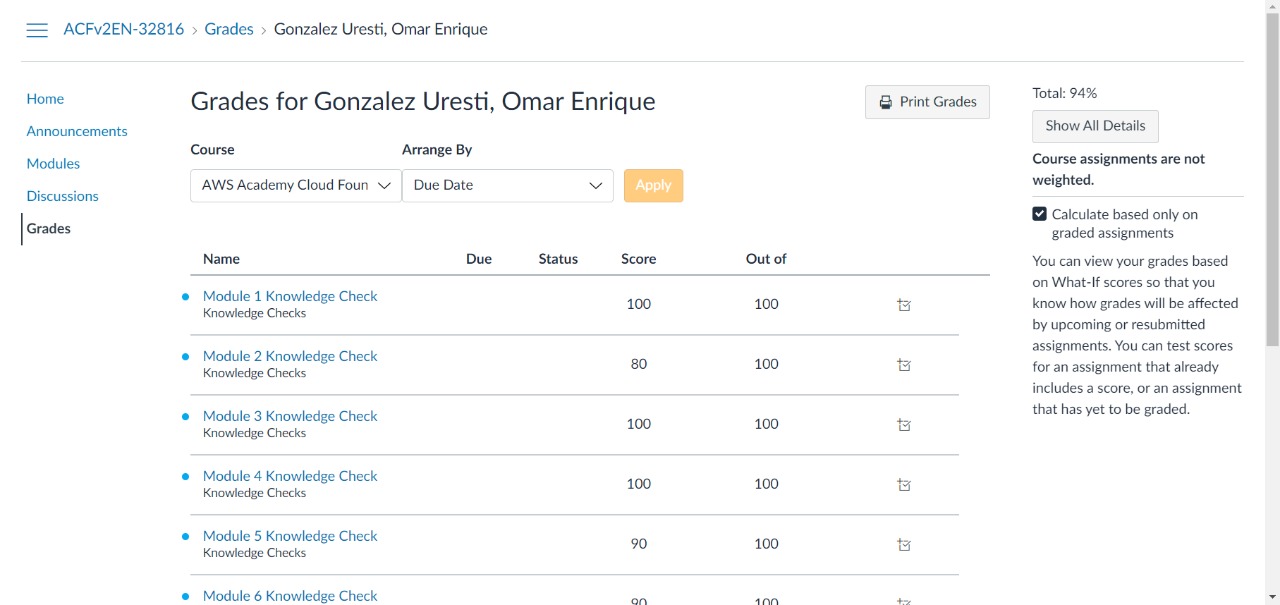 ACFv2EN-32816 > Grades > Gonzalez Uresti, Omar Enrique
Home
Announcements
Modules
Discussions
Grades
Grades for Gonzalez Uresti, Omar Enrique
Print Grades
Course
Arrange By
AWS Academy Cloud Foun
Due Date
Apply
Name Due Status Score Out of
Module 1 Knowledge Check
Knowledge Checks
100 100
Module 2 Knowledge Check
Knowledge Checks
80 100
Module 3 Knowledge Check
Knowledge Checks
100 100
Module 4 Knowledge Check
Knowledge Checks
100 100
Module 5 Knowledge Check
Knowledge Checks
90 100
Module 6 Knowledge Check
90 100
Total: 94%
Show All Details
Course assignments are not
weighted.
Calculate based only on
graded assignments
You can view your grades based
on What-If scores so that you
know how grades will be affected
by upcoming or resubmitted
assignments. You can test scores
for an assignment that already
includes a score, or an assignment
that has yet to be graded.